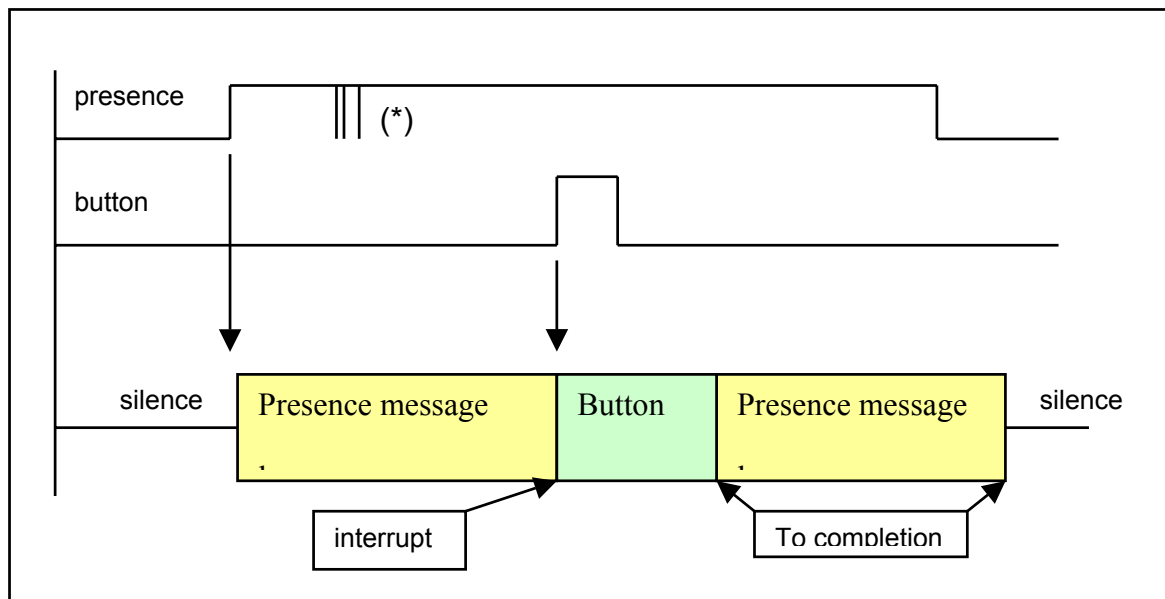 presence
(*)
button
silence
Presence message
Button
Presence message
silence
interrupt
To completion